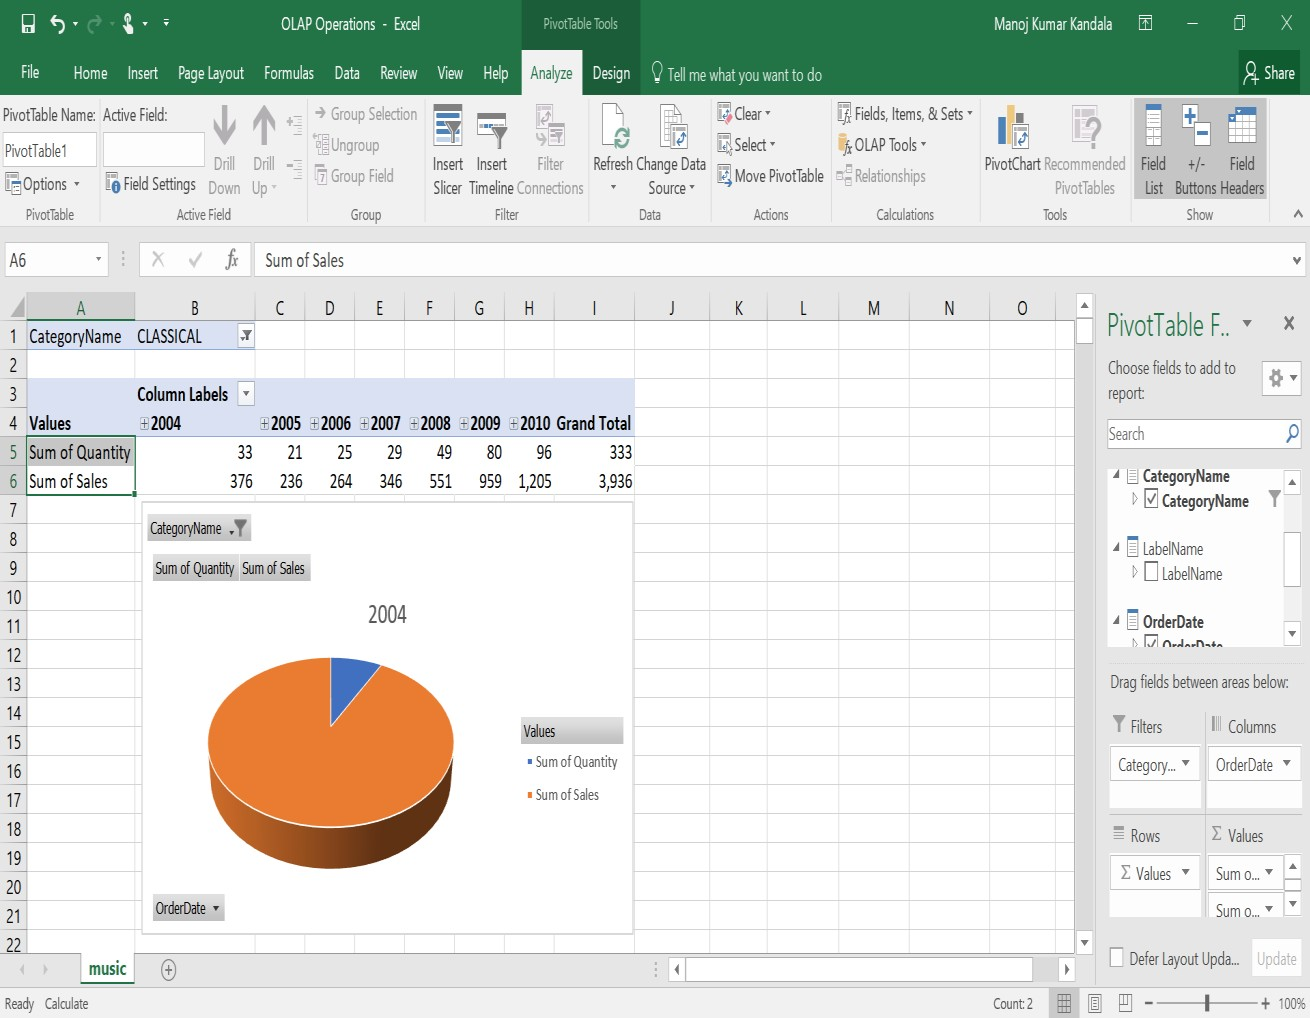 OLAP Operations - Excel
PivotTable Tools
Manoj Kumar Kandala
File Home Insert Page Layout Formulas Data Review View Help Analyze Design Tell me what you want to do Share
PivotTable Name: Active Field:
PivotTable1
Options
PivotTable
Field Settings
Drill Down
Drill Up
Active Field
Group Selection
Ungroup
Group Field
Group
Insert Slicer
Insert Timeline
Filter Connections
Filter
Refresh
Change Data Source
Data
Clear
Select
Move PivotTable
Actions
Fields, Items, & Sets
OLAP Tools
Relationships
Calculations
PivotChart
Recommended PivotTables
Tools
Field List
+/- Buttons
Field Headers
Show
A6 fx Sum of Sales
A B C D E F G H I J K L M N O
1 CategoryName CLASSICAL
2
3 Column Labels
4 Values 2004 2005 2006 2007 2008 2009 2010 Grand Total
5 Sum of Quantity 33 21 25 29 49 80 96 333
6 Sum of Sales 376 236 264 346 551 959 1,205 3,936
7
8
9
10
11
12
13
14
15
16
17
18
19
20
21
22
CategoryName
Sum of Quantity Sum of Sales
2004
Values
Sum of Quantity
Sum of Sales
OrderDate
PivotTable F..
Choose fields to add to report:
Search
CategoryName
CategoryName
LabelName
LabelName
OrderDate
OrderDate
Drag fields between areas below:
Filters Columns
Category... OrderDate
Rows Σ Values
Σ Values Sum o...
Sum o...
Defer Layout Upda... Update
music
Ready Calculate Count: 2 100%